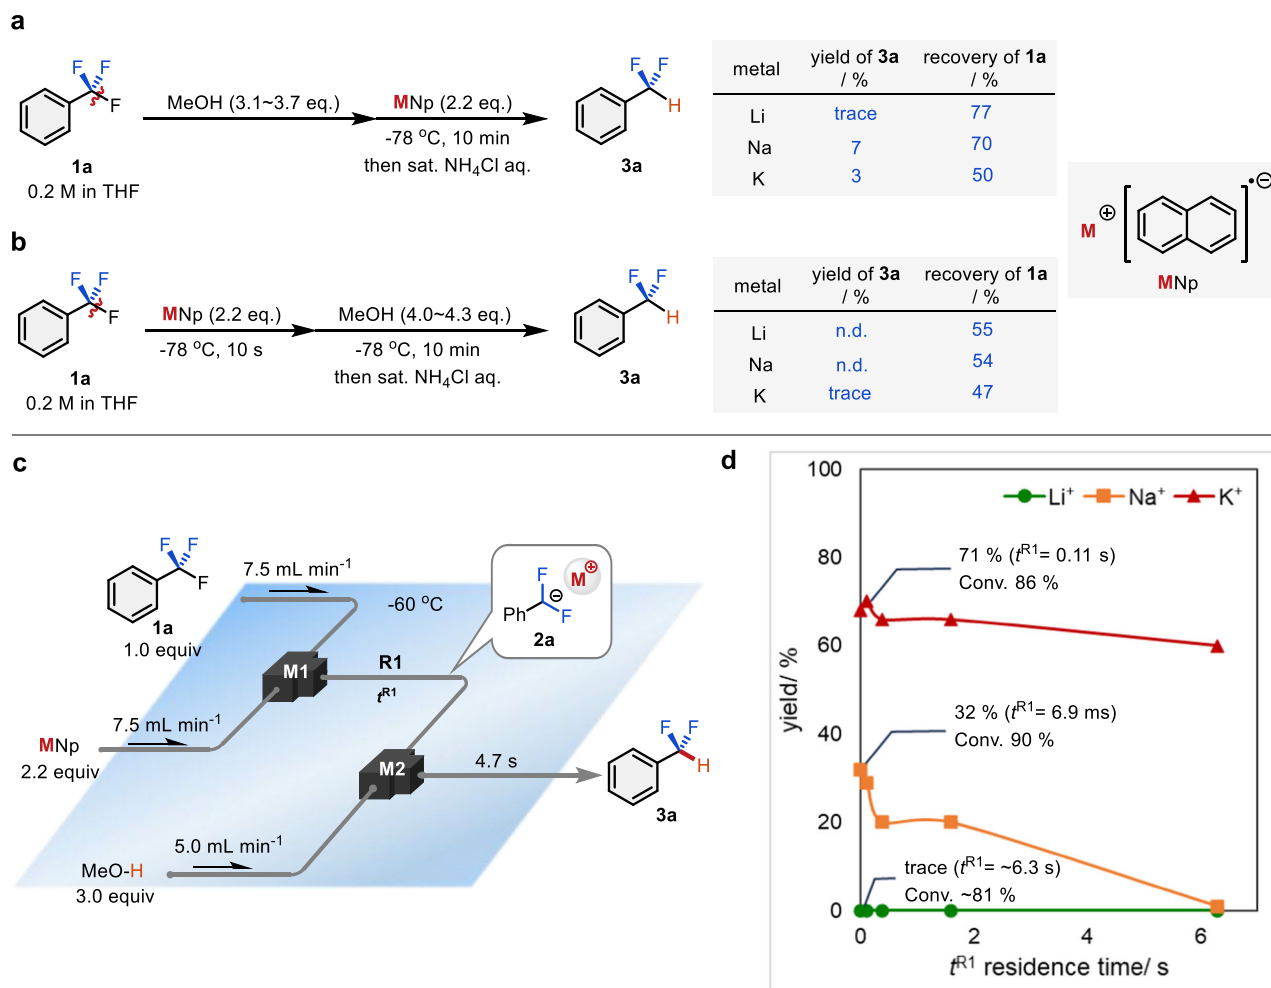 a
F F
F
1a
0.2 M in THF
MeOH (3.1~3.7 eq.)
MNp (2.2 eq.)
-78 °C, 10 min
then sat. NH4Cl aq.
F F
H
3a
metal yield of 3a / % recovery of 1a / %
Li trace 77
Na 7 70
K 3 50
M⊕ •⊖
MNp
b
F F
F
1a
0.2 M in THF
MNp (2.2 eq.)
-78 °C, 10 s
MeOH (4.0~4.3 eq.)
-78 °C, 10 min
then sat. NH4Cl aq.
F F
H
3a
metal yield of 3a / % recovery of 1a / %
Li n.d. 55
Na n.d. 54
K trace 47
c
F F
F
1a
1.0 equiv
7.5 mL min-1
-60 °C
M1
R1
tR1
F M⊕
Ph ⊖ F
2a
MNp
2.2 equiv
7.5 mL min-1
M2
4.7 s
F F
H
3a
5.0 mL min-1
MeO-H
3.0 equiv
d
100
80
60
40
20
0
yield/ %
Li+ Na+ K+
71 % (tR1= 0.11 s)
Conv. 86 %
32 % (tR1= 6.9 ms)
Conv. 90 %
trace (tR1= ~6.3 s)
Conv. ~81 %
0 2 4 6
tR1 residence time/ s